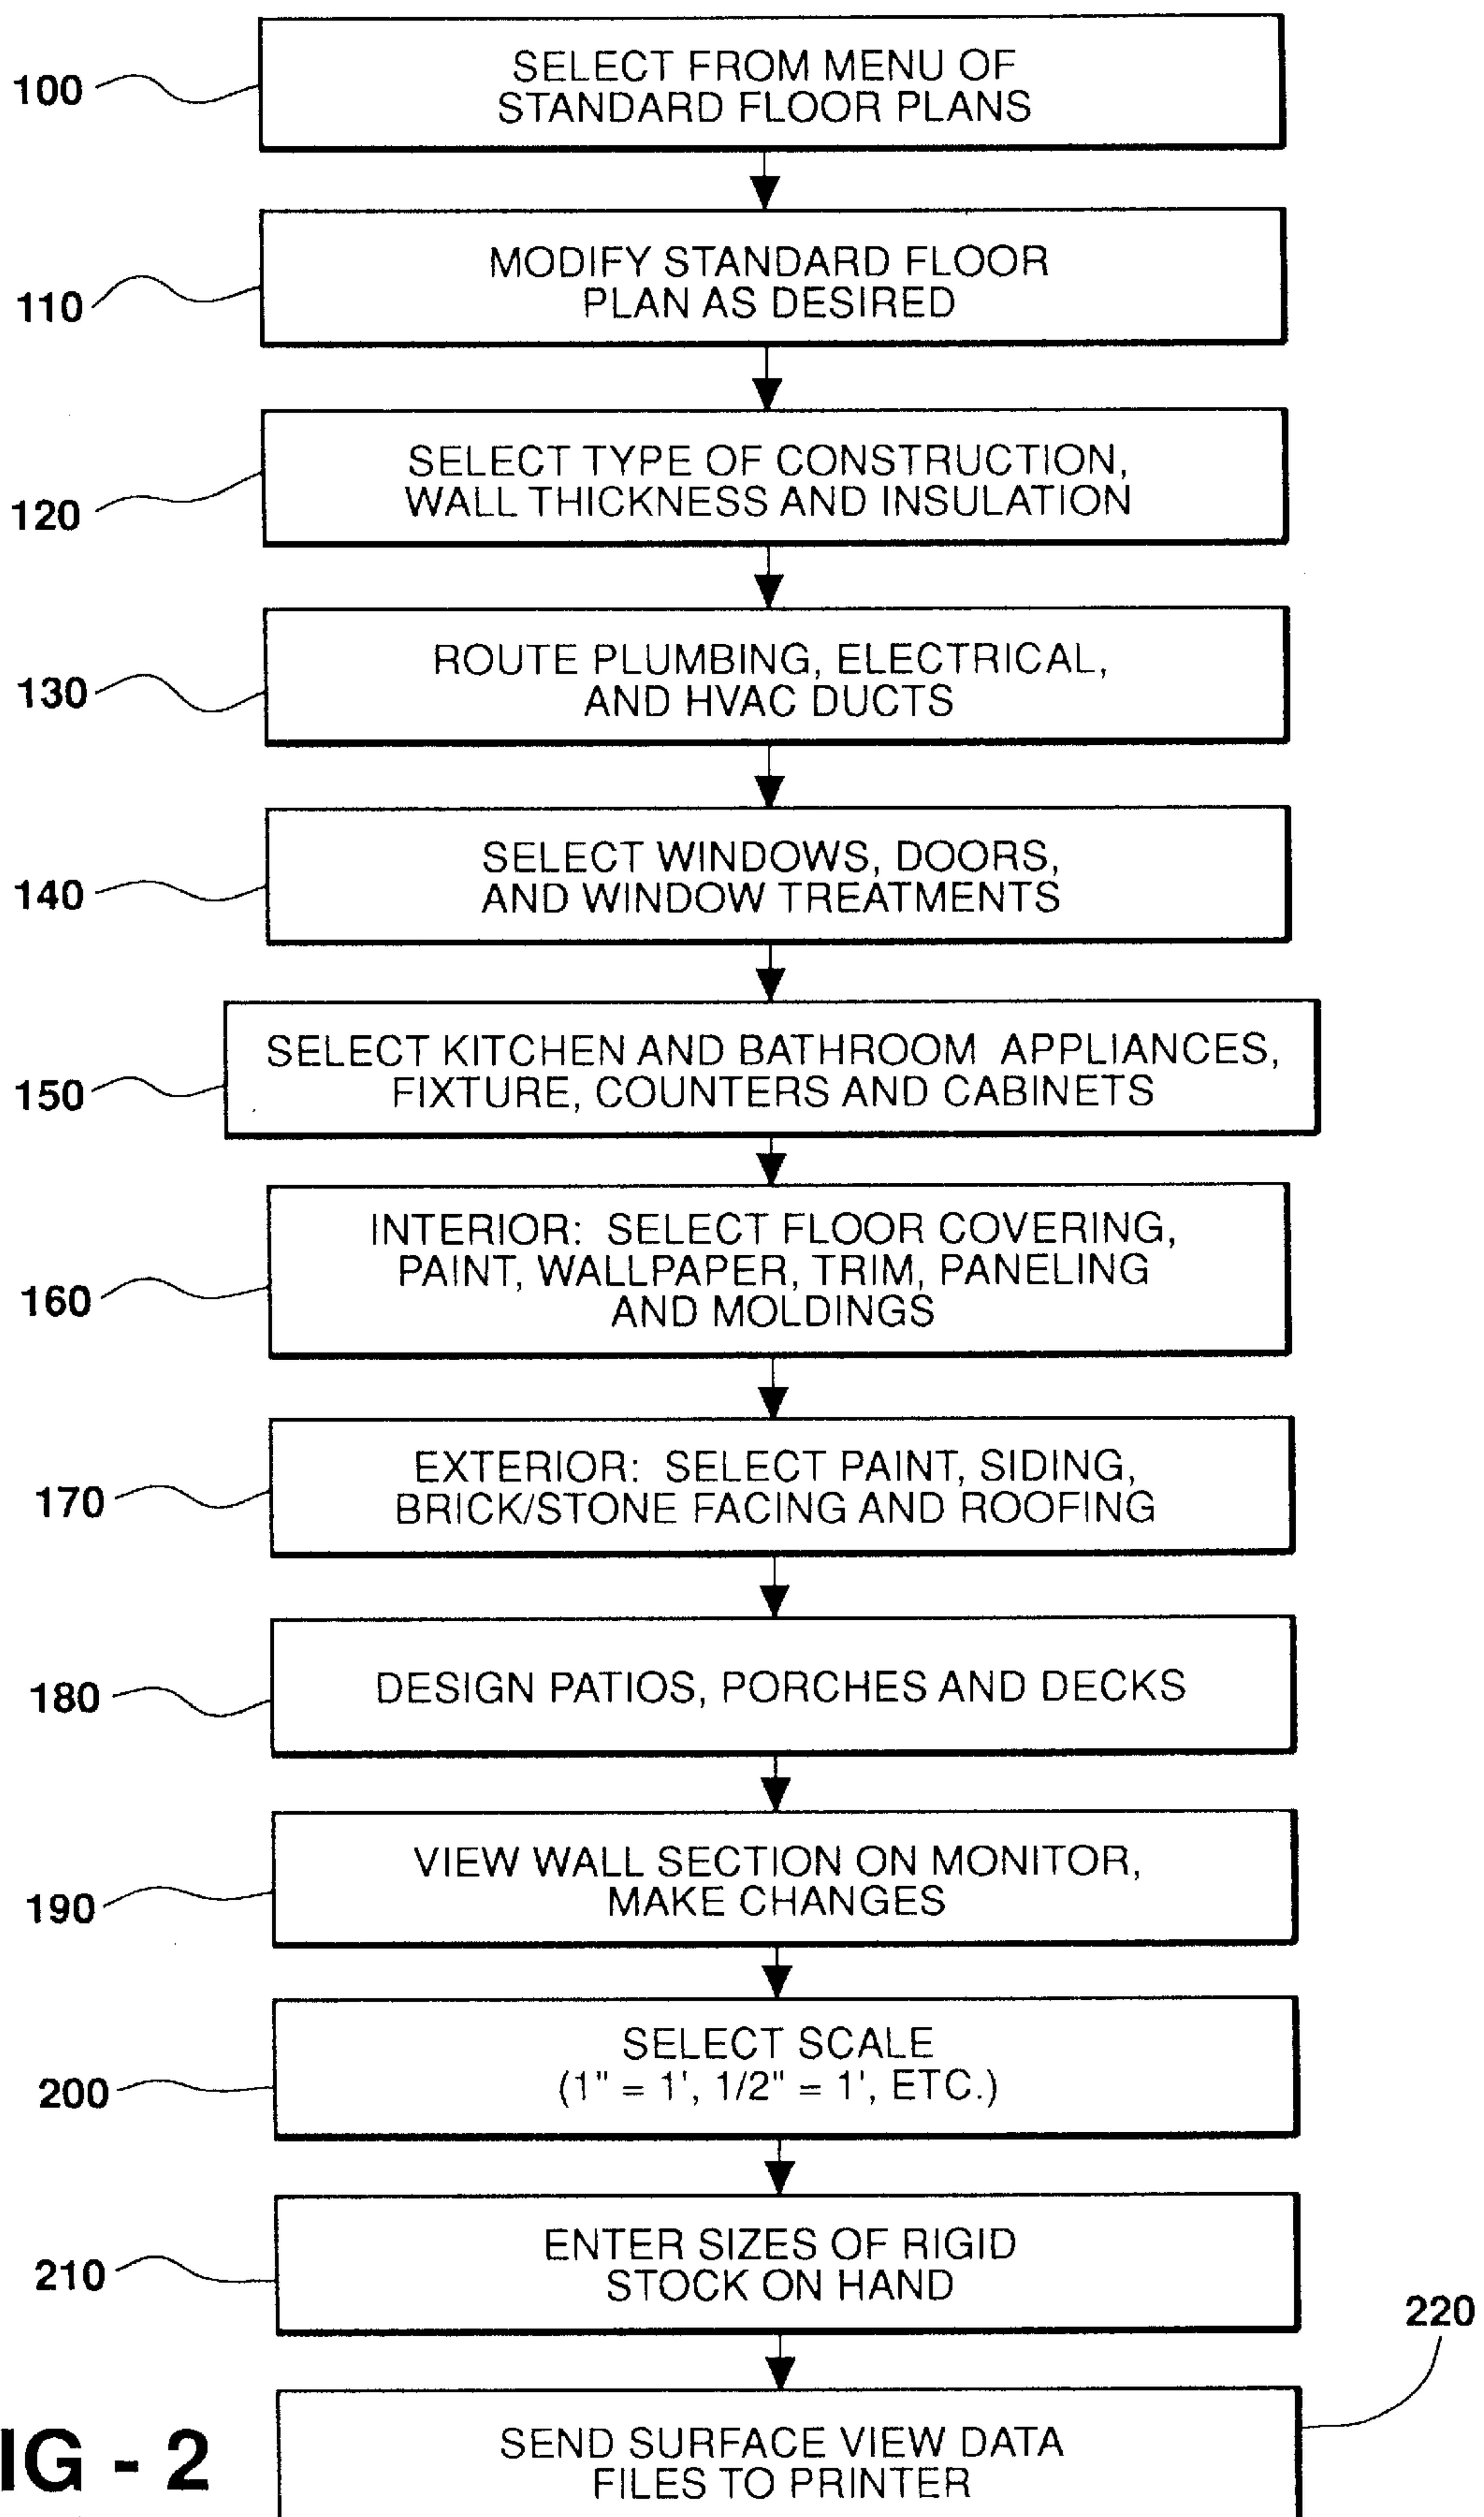 100
SELECT FROM MENU OF
STANDARD FLOOR PLANS
110
MODIFY STANDARD FLOOR
PLAN AS DESIRED
120
SELECT TYPE OF CONSTRUCTION,
WALL THICKNESS AND INSULATION
130
ROUTE PLUMBING, ELECTRICAL,
AND HVAC DUCTS
140
SELECT WINDOWS, DOORS,
AND WINDOW TREATMENTS
150
SELECT KITCHEN AND BATHROOM APPLIANCES,
FIXTURE, COUNTERS AND CABINETS
160
INTERIOR: SELECT FLOOR COVERING,
PAINT, WALLPAPER, TRIM, PANELING
AND MOLDINGS
170
EXTERIOR: SELECT PAINT, SIDING,
BRICK/STONE FACING AND ROOFING
180
DESIGN PATIOS, PORCHES AND DECKS
190
VIEW WALL SECTION ON MONITOR,
MAKE CHANGES
200
SELECT SCALE
(1" = 1', 1/2" = 1', ETC.)
210
ENTER SIZES OF RIGID
STOCK ON HAND
220
SEND SURFACE VIEW DATA
FILES TO PRINTER
IG - 2